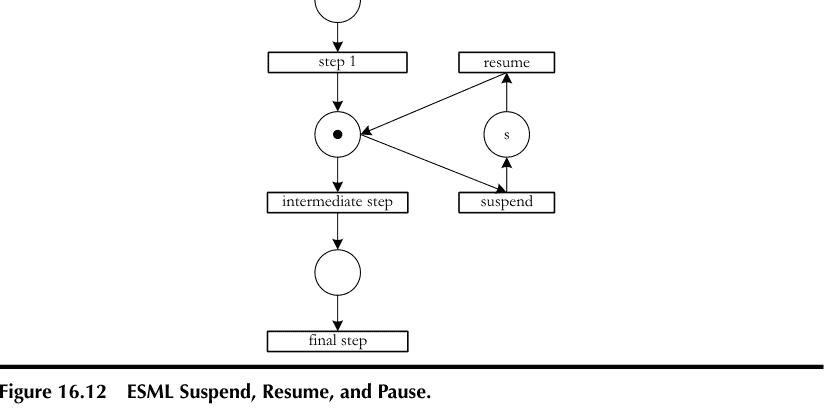 step 1
resume
s
intermediate step
suspend
final step
Figure 16.12 ESML Suspend, Resume, and Pause.